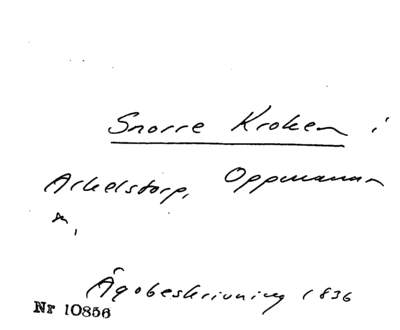 Snorre Kroken i
Arkelstorp, Oppmanna
A,
Ägobeskrivning 1836
Nr 10856